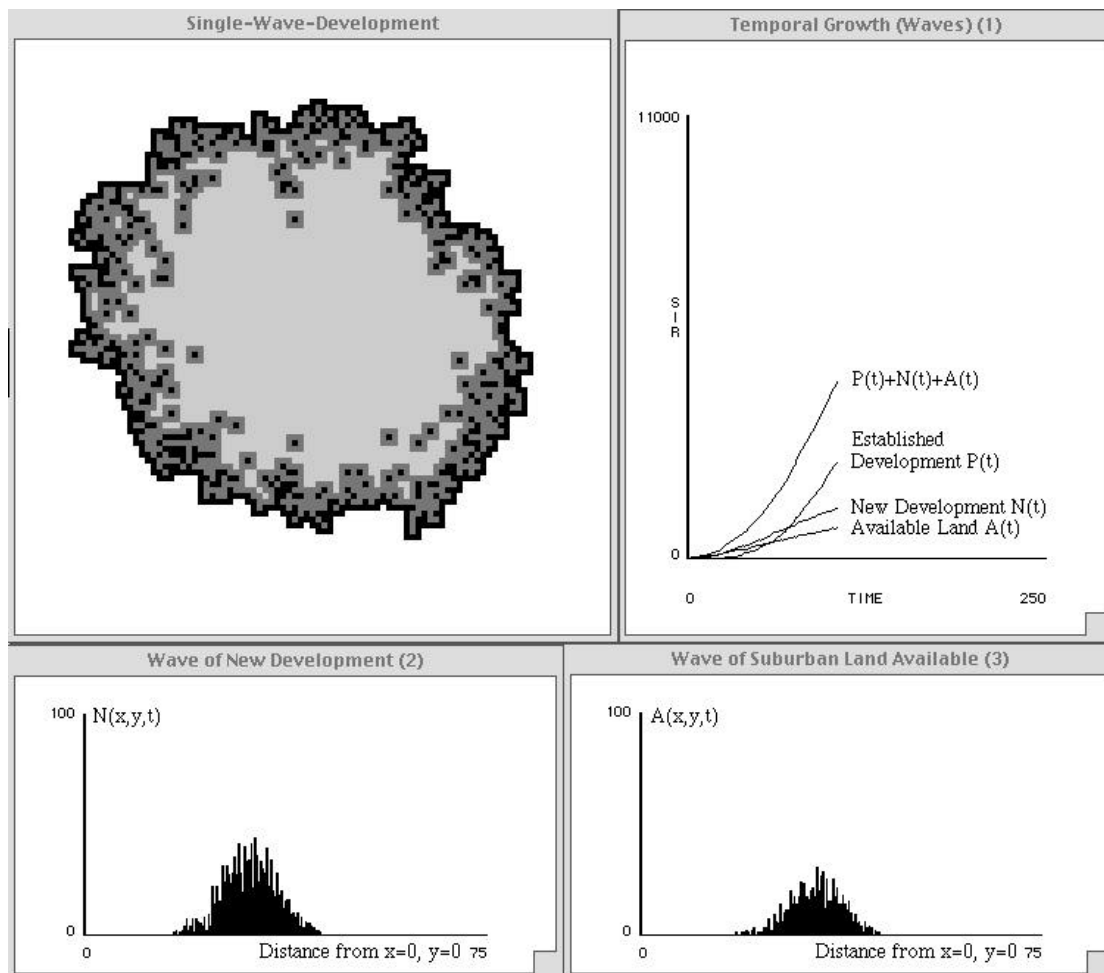 Single-Wave-Development
Temporal Growth (Waves) (1)
11000
S
I
R
P(t)+N(t)+A(t)
Established
Development P(t)
New Development N(t)
Available Land A(t)
0
0 TIME 250
Wave of New Development (2)
100 N(x,y,t)
0
0 Distance from x=0, y=0 75
Wave of Suburban Land Available (3)
100 A(x,y,t)
0
0 Distance from x=0, y=0 75